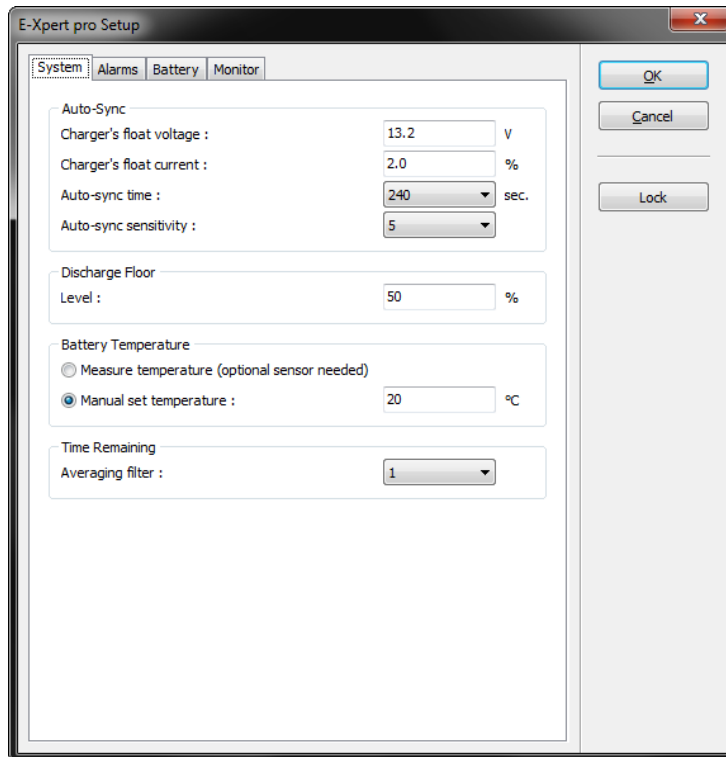 E-Xpert pro Setup
System Alarms Battery Monitor
Auto-Sync
Charger's float voltage : 13.2 V
Charger's float current : 2.0 %
Auto-sync time : 240 sec.
Auto-sync sensitivity : 5
Discharge Floor
Level : 50 %
Battery Temperature
Measure temperature (optional sensor needed)
Manual set temperature : 20 ºC
Time Remaining
Averaging filter : 1
OK
Cancel
Lock